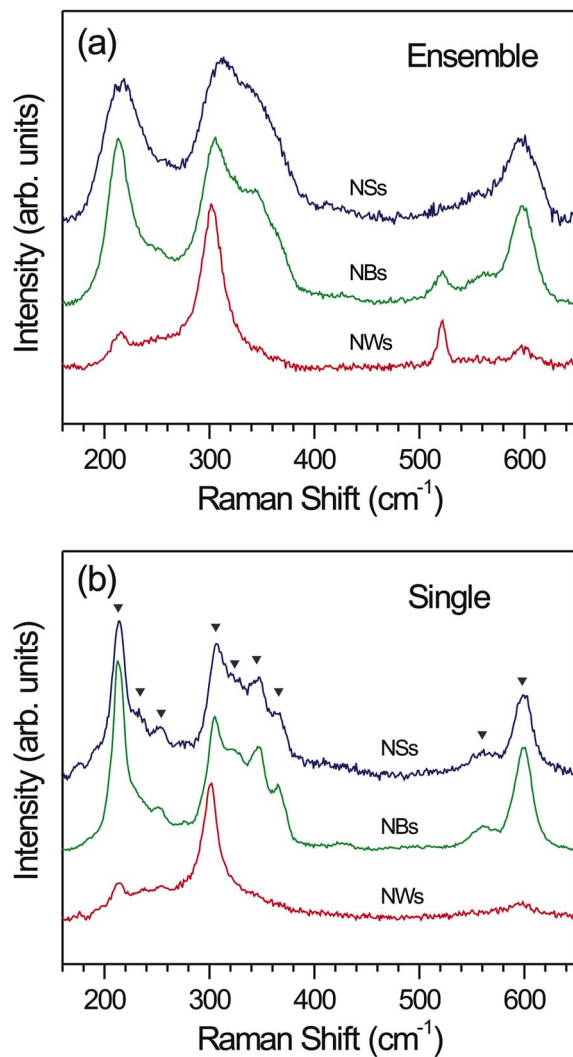 (a)
Ensemble
NSs
NBs
NWs
Intensity (arb. units)
200 300 400 500 600
Raman Shift (cm⁻¹)
(b)
Single
NSs
NBs
NWs
Intensity (arb. units)
200 300 400 500 600
Raman Shift (cm⁻¹)